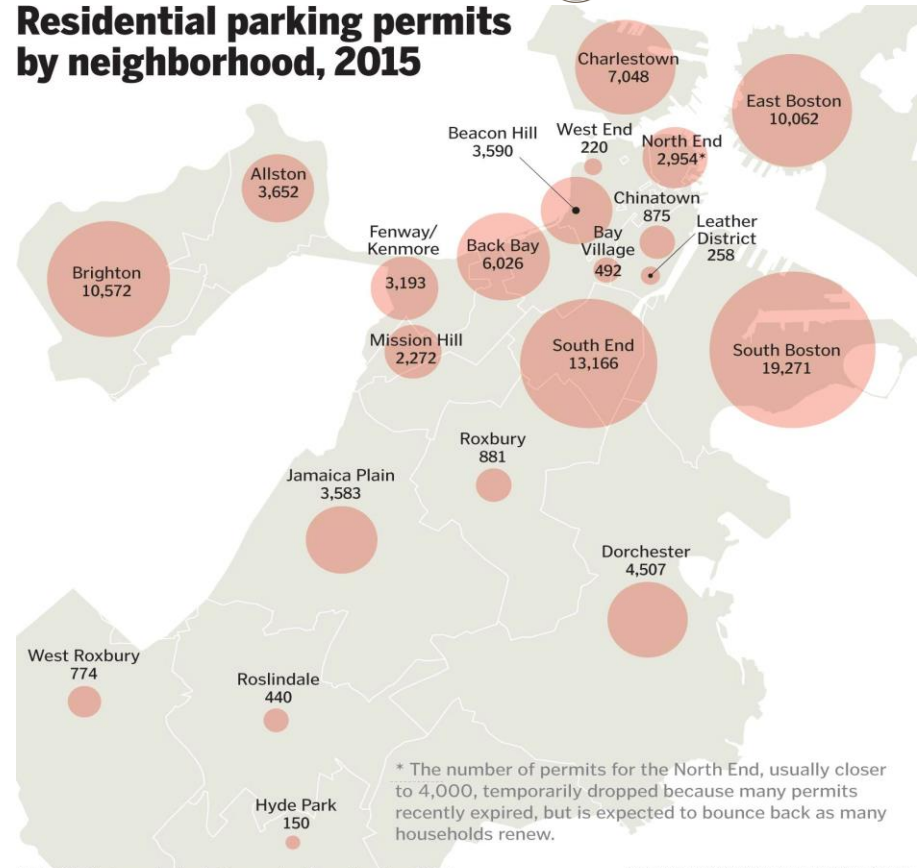 Residential parking permits
by neighborhood, 2015
Charlestown
7,048
East Boston
10,062
Beacon Hill
3,590
West End
220
North End
2,954*
Allston
3,652
Chinatown
875
Leather
District
258
Fenway/
Kenmore
3,193
Back Bay
6,026
Bay
Village
492
Brighton
10,572
Mission Hill
2,272
South End
13,166
South Boston
19,271
Roxbury
881
Jamaica Plain
3,583
Dorchester
4,507
West Roxbury
774
Roslindale
440
Hyde Park
150
* The number of permits for the North End, usually closer
to 4,000, temporarily dropped because many permits
recently expired, but is expected to bounce back as many
households renew.